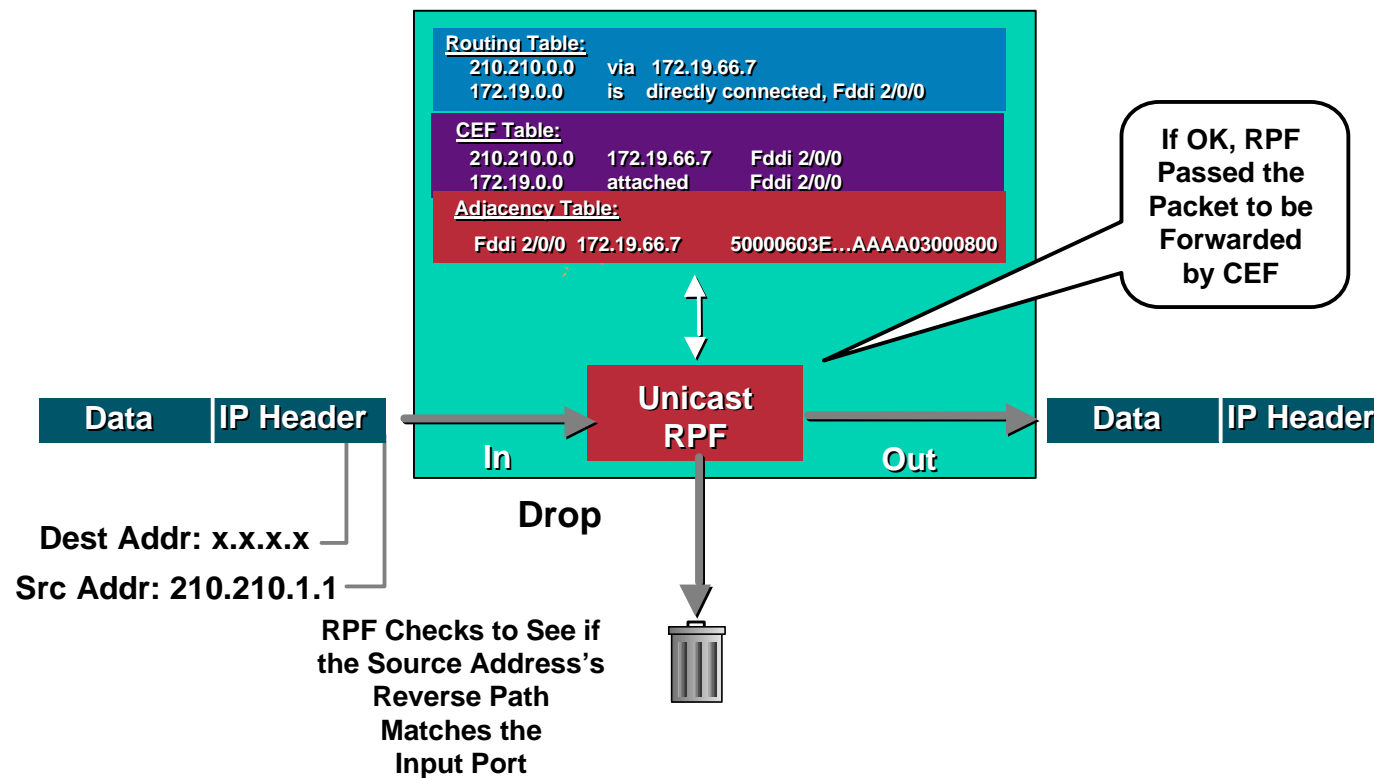 Routing Table:
210.210.0.0 via 172.19.66.7
172.19.0.0 is directly connected, Fddi 2/0/0
CEF Table:
210.210.0.0 172.19.66.7 Fddi 2/0/0
172.19.0.0 attached Fddi 2/0/0
Adjacency Table:
Fddi 2/0/0 172.19.66.7 50000603E...AAAA03000800
If OK, RPF
Passed the
Packet to be
Forwarded
by CEF
Data IP Header
In
Unicast
RPF
Out
Data IP Header
Drop
Dest Addr: x.x.x.x
Src Addr: 210.210.1.1
RPF Checks to See if
the Source Address’s
Reverse Path
Matches the
Input Port